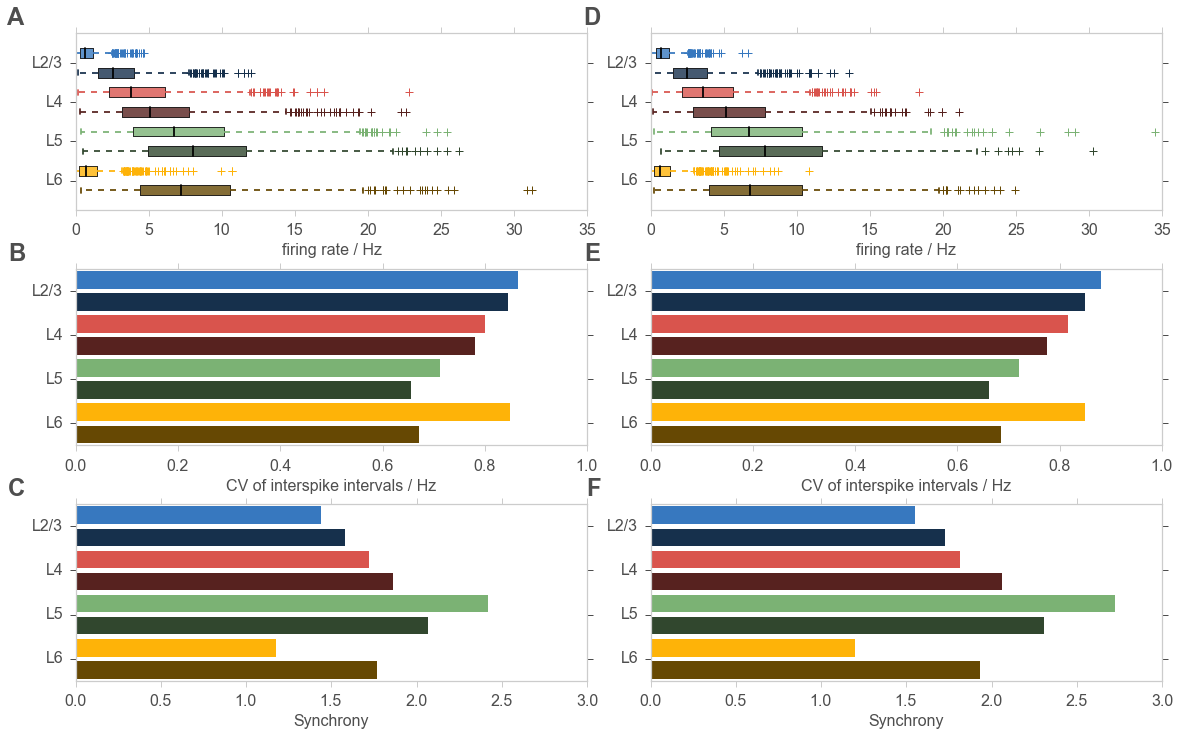 A
L2/3
L4
L5
L6
0 5 10 15 20 25 30 35
firing rate / Hz
D
L2/3
L4
L5
L6
0 5 10 15 20 25 30 35
firing rate / Hz
B
L2/3
L4
L5
L6
0.0 0.2 0.4 0.6 0.8 1.0
CV of interspike intervals / Hz
E
L2/3
L4
L5
L6
0.0 0.2 0.4 0.6 0.8 1.0
CV of interspike intervals / Hz
C
L2/3
L4
L5
L6
0.0 0.5 1.0 1.5 2.0 2.5 3.0
Synchrony
F
L2/3
L4
L5
L6
0.0 0.5 1.0 1.5 2.0 2.5 3.0
Synchrony